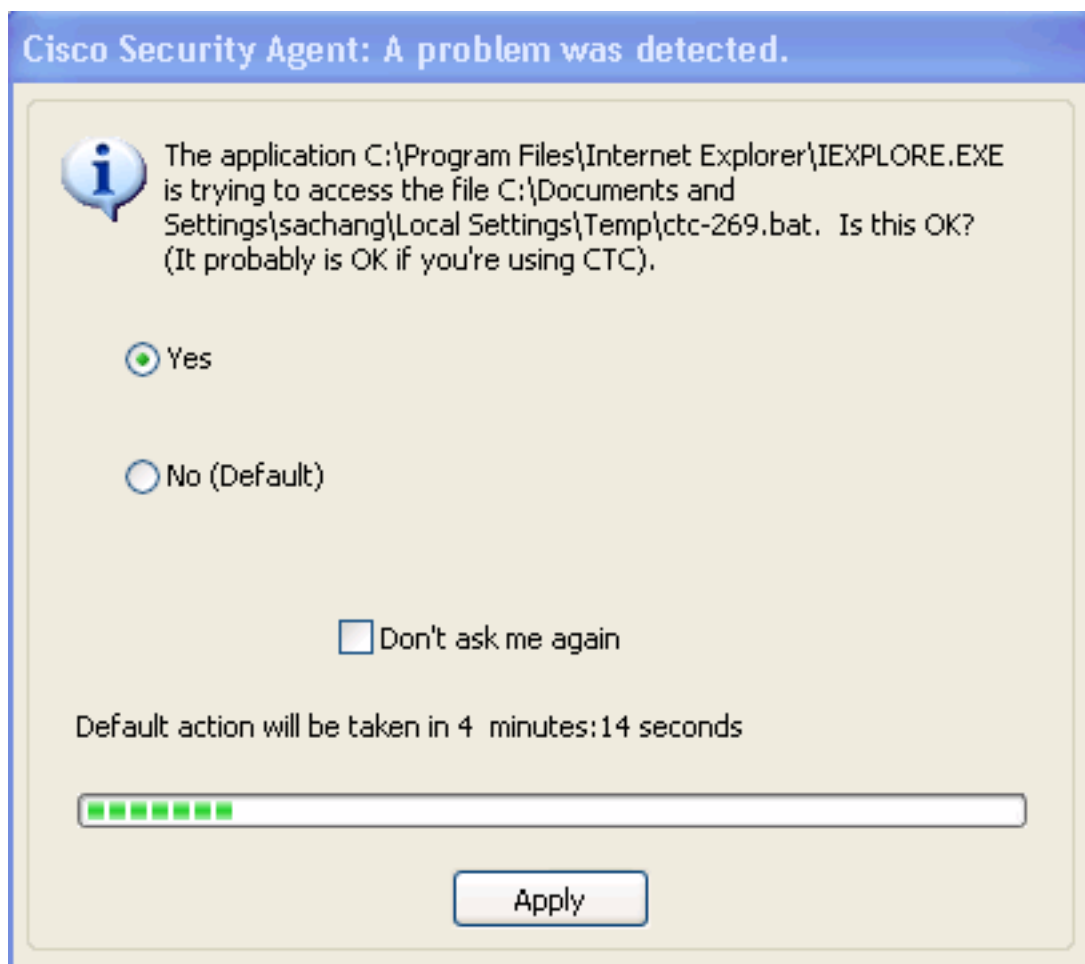 Cisco Security Agent: A problem was detected.
The application C:\Program Files\Internet Explorer\IEXPLORE.EXE
is trying to access the file C:\Documents and
Settings\sachang\Local Settings\Temp\ctc-269.bat.  Is this OK?
(It probably is OK if you're using CTC).
Yes
No (Default)
Don't ask me again
Default action will be taken in 4  minutes:14 seconds
Apply